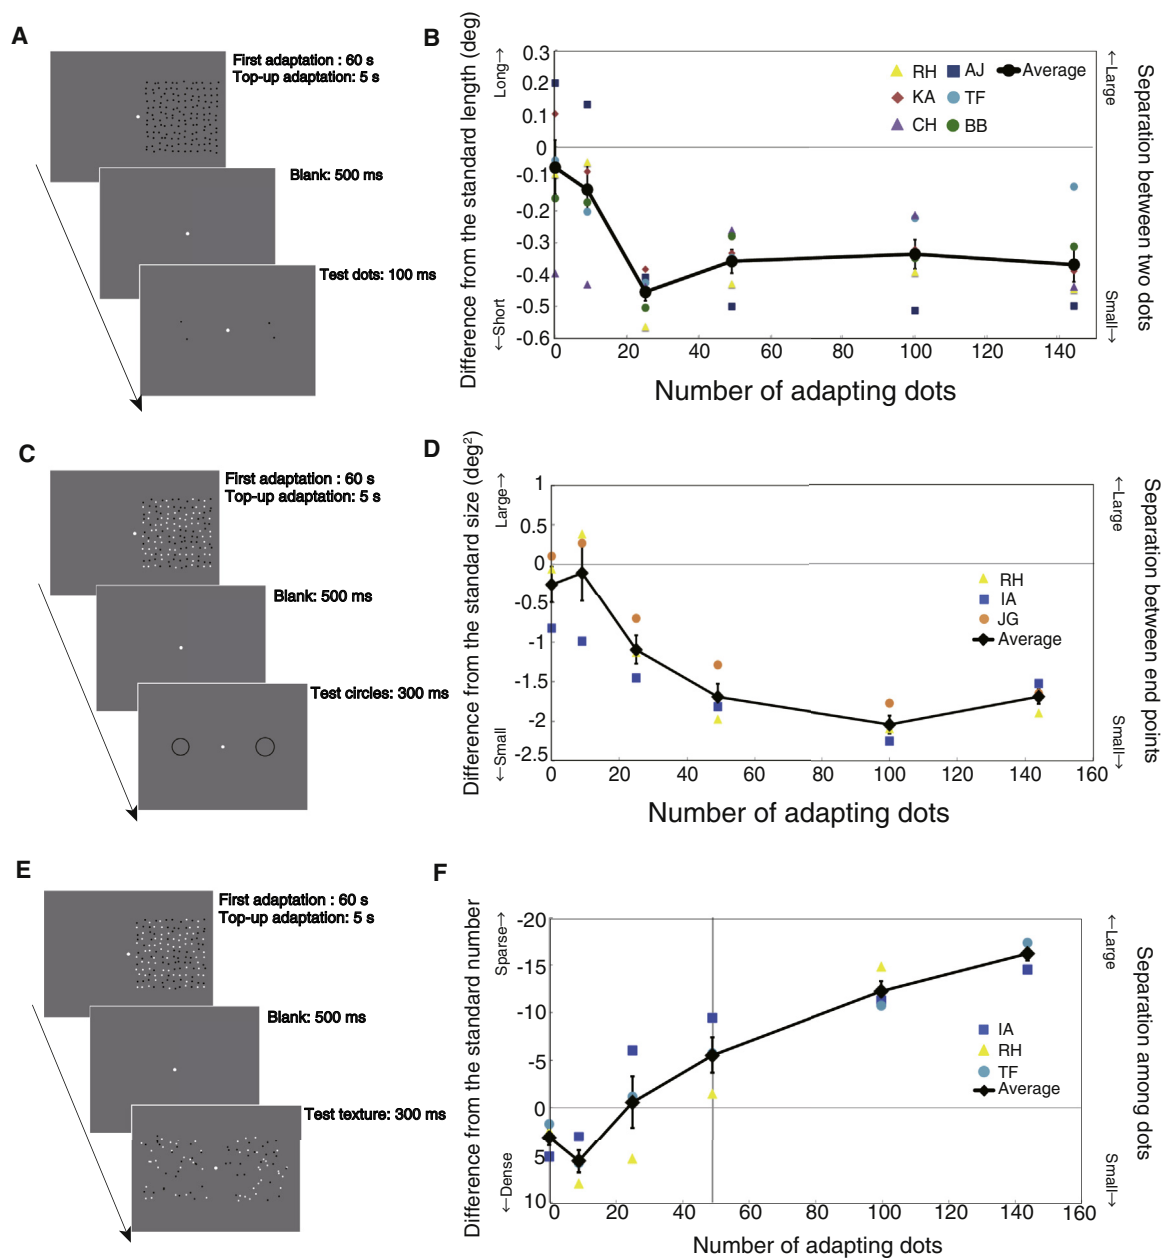 A
First adaptation : 60 s
Top-up adaptation: 5 s
Blank: 500 ms
Test dots: 100 ms
B
Difference from the standard length (deg)
←Short
Long→
0.3
0.2
0.1
0
-0.1
-0.2
-0.3
-0.4
-0.5
-0.6
RH
AJ
Average
KA
TF
CH
BB
0 20 40 60 80 100 120 140
Number of adapting dots
←Large
Small→
Separation between two dots
C
First adaptation : 60 s
Top-up adaptation: 5 s
Blank: 500 ms
Test circles: 300 ms
D
Difference from the standard size (deg²)
←Small
Large→
1
0.5
0
-0.5
-1
-1.5
-2
-2.5
RH
IA
JG
Average
0 20 40 60 80 100 120 140 160
Number of adapting dots
←Large
Small→
Separation between end points
E
First adaptation : 60 s
Top-up adaptation: 5 s
Blank: 500 ms
Test texture: 300 ms
F
Difference from the standard number
←Dense
Sparse→
-20
-15
-10
-5
0
5
10
IA
RH
TF
Average
0 20 40 60 80 100 120 140 160
Number of adapting dots
←Large
Small→
Separation among dots